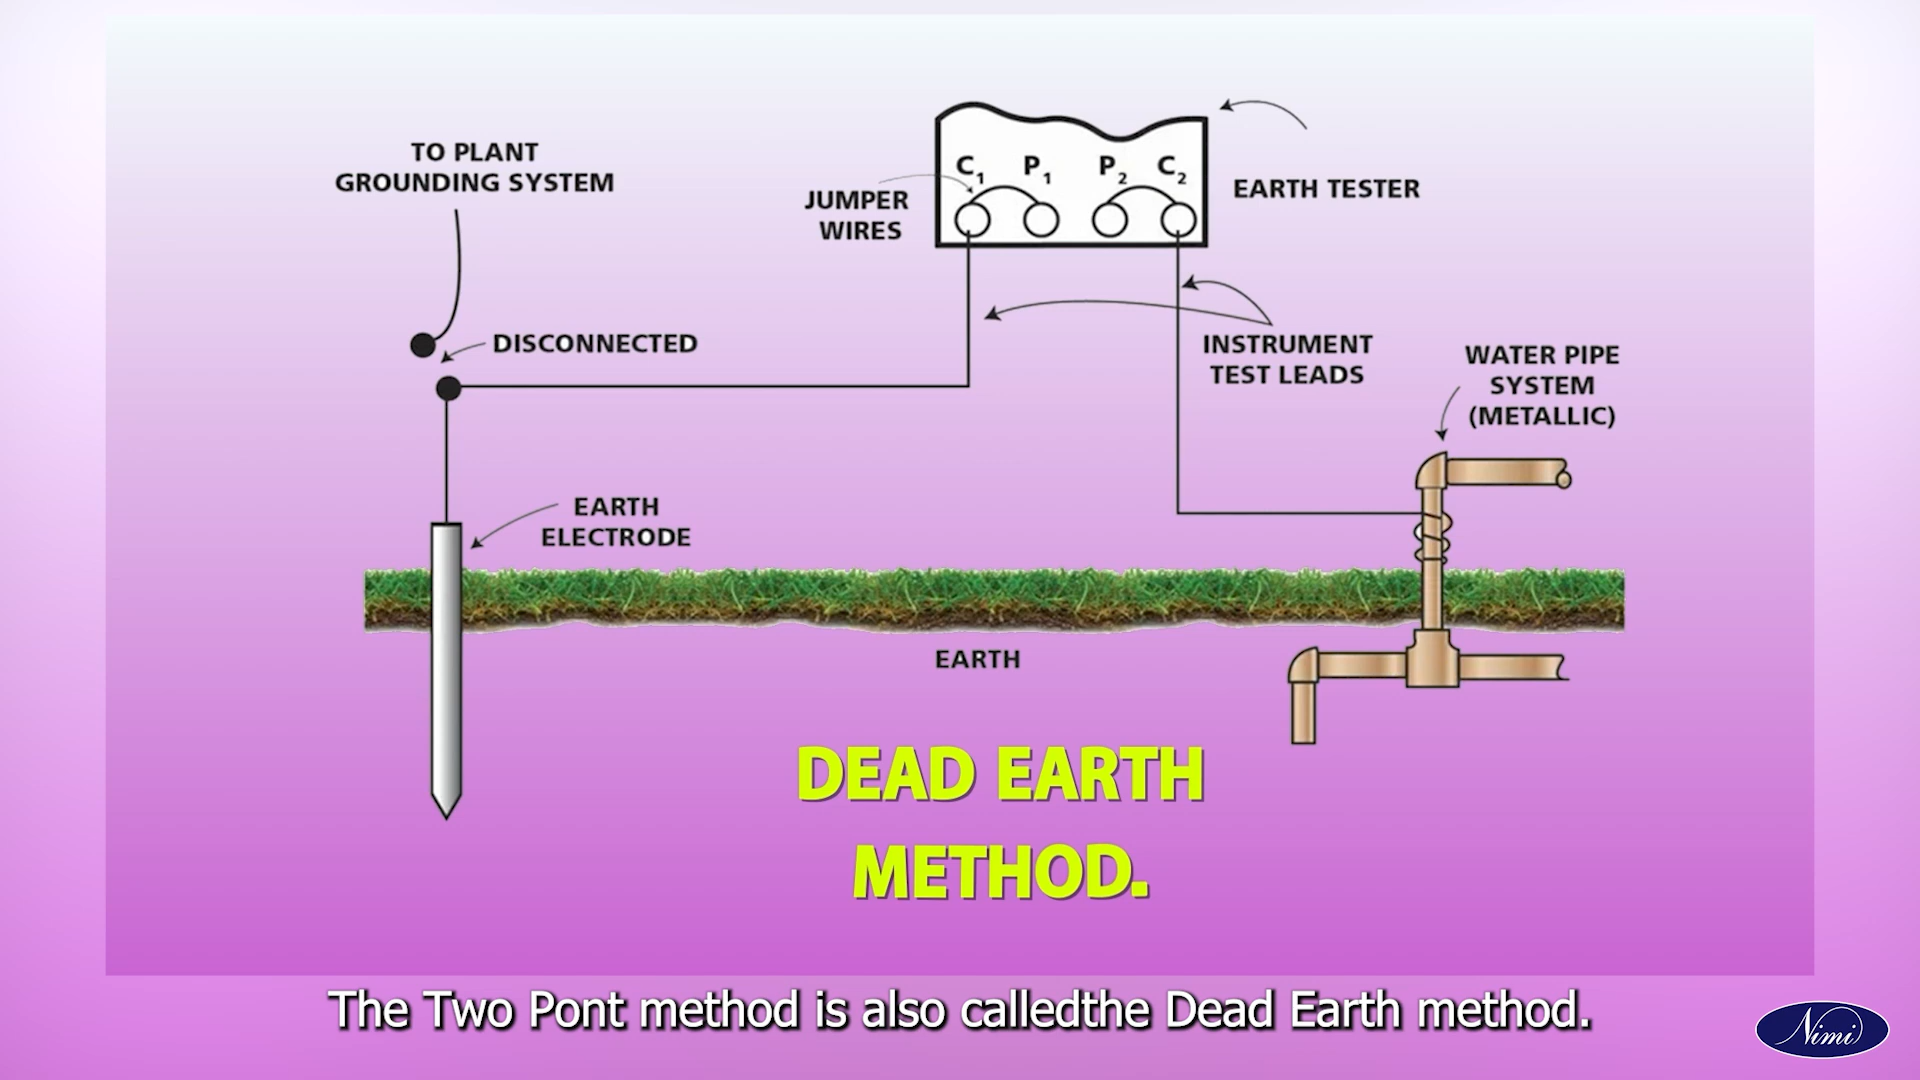 TO PLANT
GROUNDING SYSTEM
C1 P1 P2 C2
JUMPER
WIRES
EARTH TESTER
DISCONNECTED
INSTRUMENT
TEST LEADS
WATER PIPE
SYSTEM
(METALLIC)
EARTH
ELECTRODE
EARTH
DEAD EARTH
METHOD.
The Two Pont method is also calledthe Dead Earth method.
Nimi